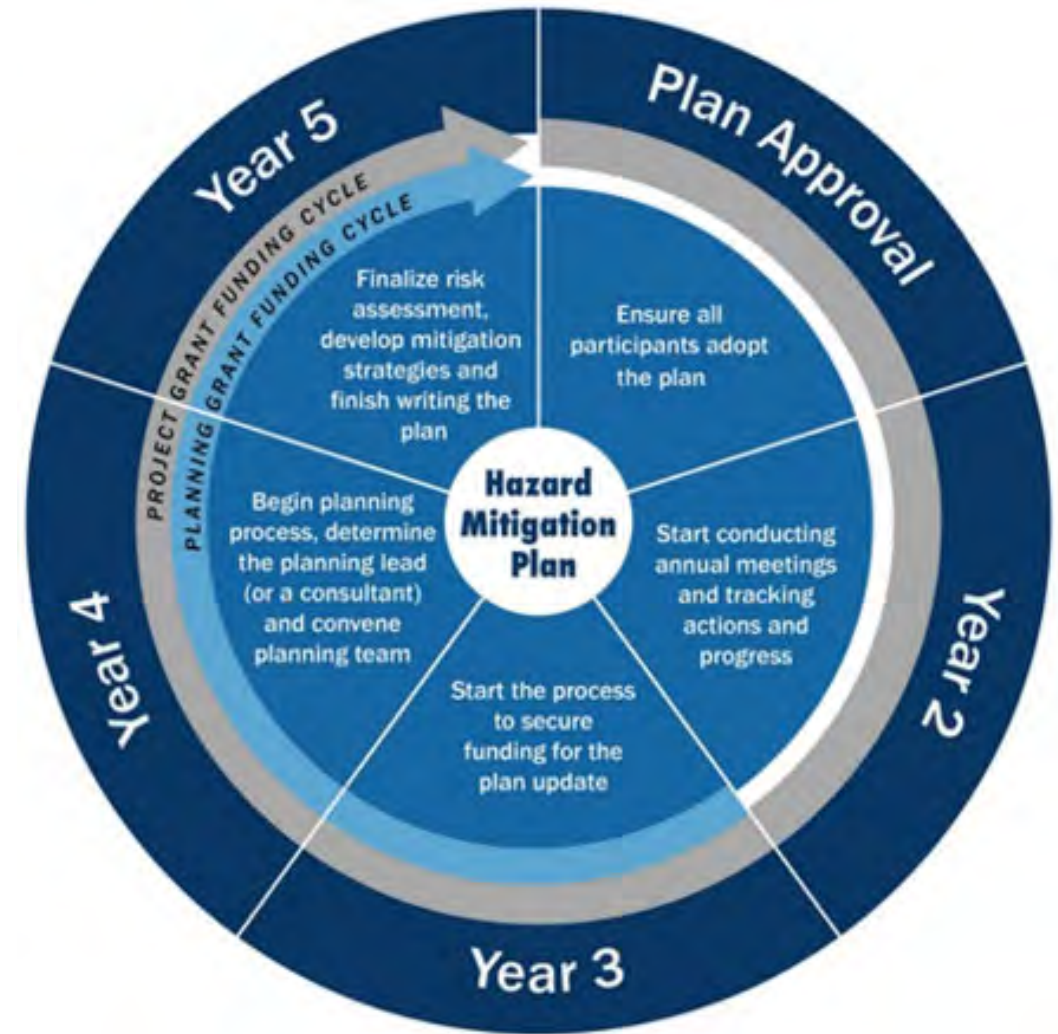 Hazard
Mitigation
Plan
Plan Approval
Ensure all
participants adopt
the plan
Year 2
Start conducting
annual meetings
and tracking
actions and
progress
Year 3
Start the process
to secure
funding for the
plan update
Year 4
Begin planning
process, determine
the planning lead
(or a consultant)
and convene
planning team
Year 5
Finalize risk
assessment,
develop mitigation
strategies and
finish writing the
plan
PROJECT GRANT FUNDING CYCLE
PLANNING GRANT FUNDING CYCLE